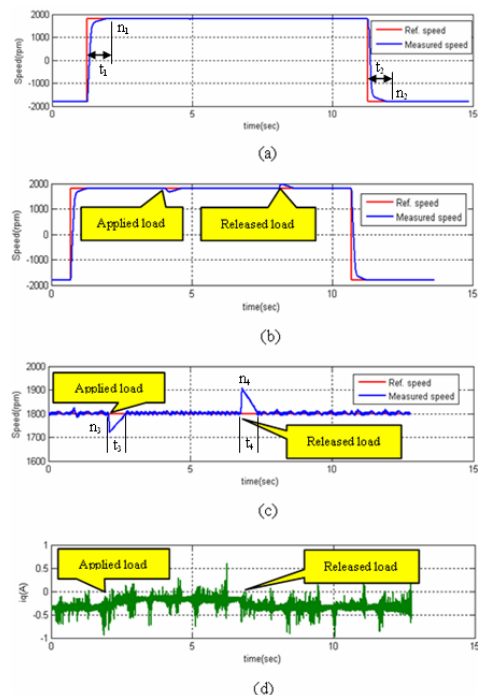 2000
1000
0
-1000
-2000
Speed(rpm)
n1
t1
t2
n2
Ref. speed
Measured speed
0
5
10
15
time(sec)
(a)
2000
1000
0
-1000
-2000
Speed(rpm)
Applied load
Released load
Ref. speed
Measured speed
0
5
10
15
time(sec)
(b)
2000
1900
1800
1700
1600
Speed(rpm)
Applied load
n3
t3
n4
t4
Released load
Ref. speed
Measured speed
0
5
10
15
time(sec)
(c)
1
0.5
0
-0.5
-1
iq(A)
Applied load
Released load
0
5
10
15
time(sec)
(d)